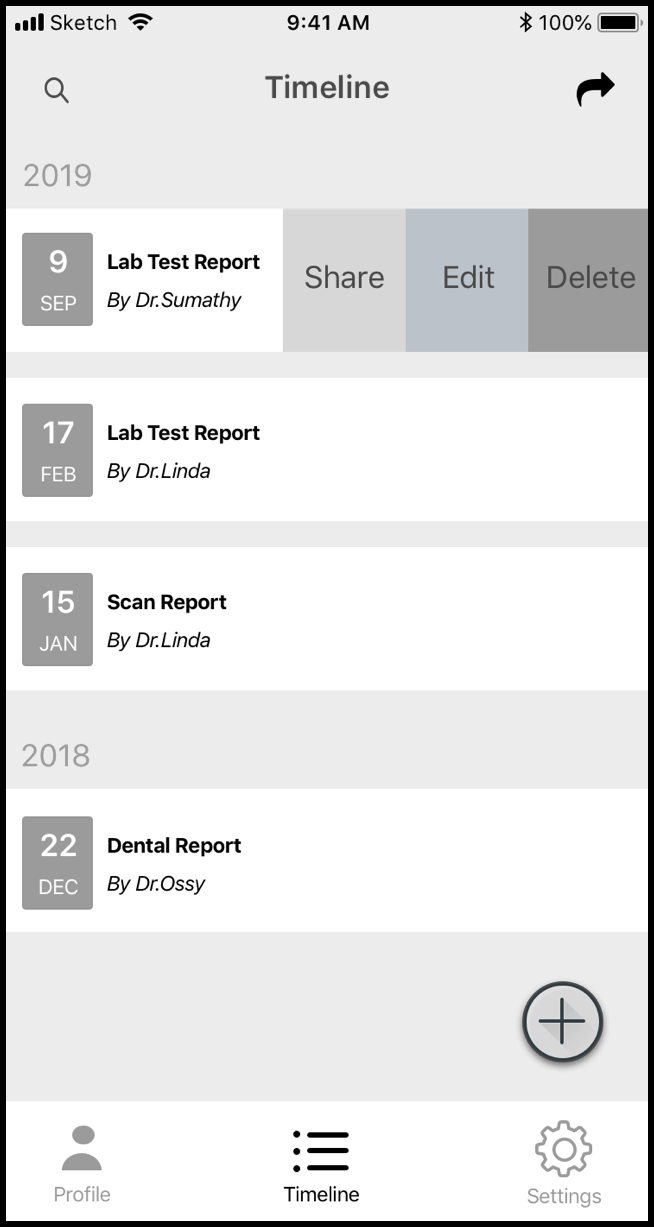 Sketch 9:41 AM 100%
Timeline
2019
9
SEP
Lab Test Report
By Dr.Sumathy
Share
Edit
Delete
17
FEB
Lab Test Report
By Dr.Linda
15
JAN
Scan Report
By Dr.Linda
2018
22
DEC
Dental Report
By Dr.Ossy
Profile
Timeline
Settings